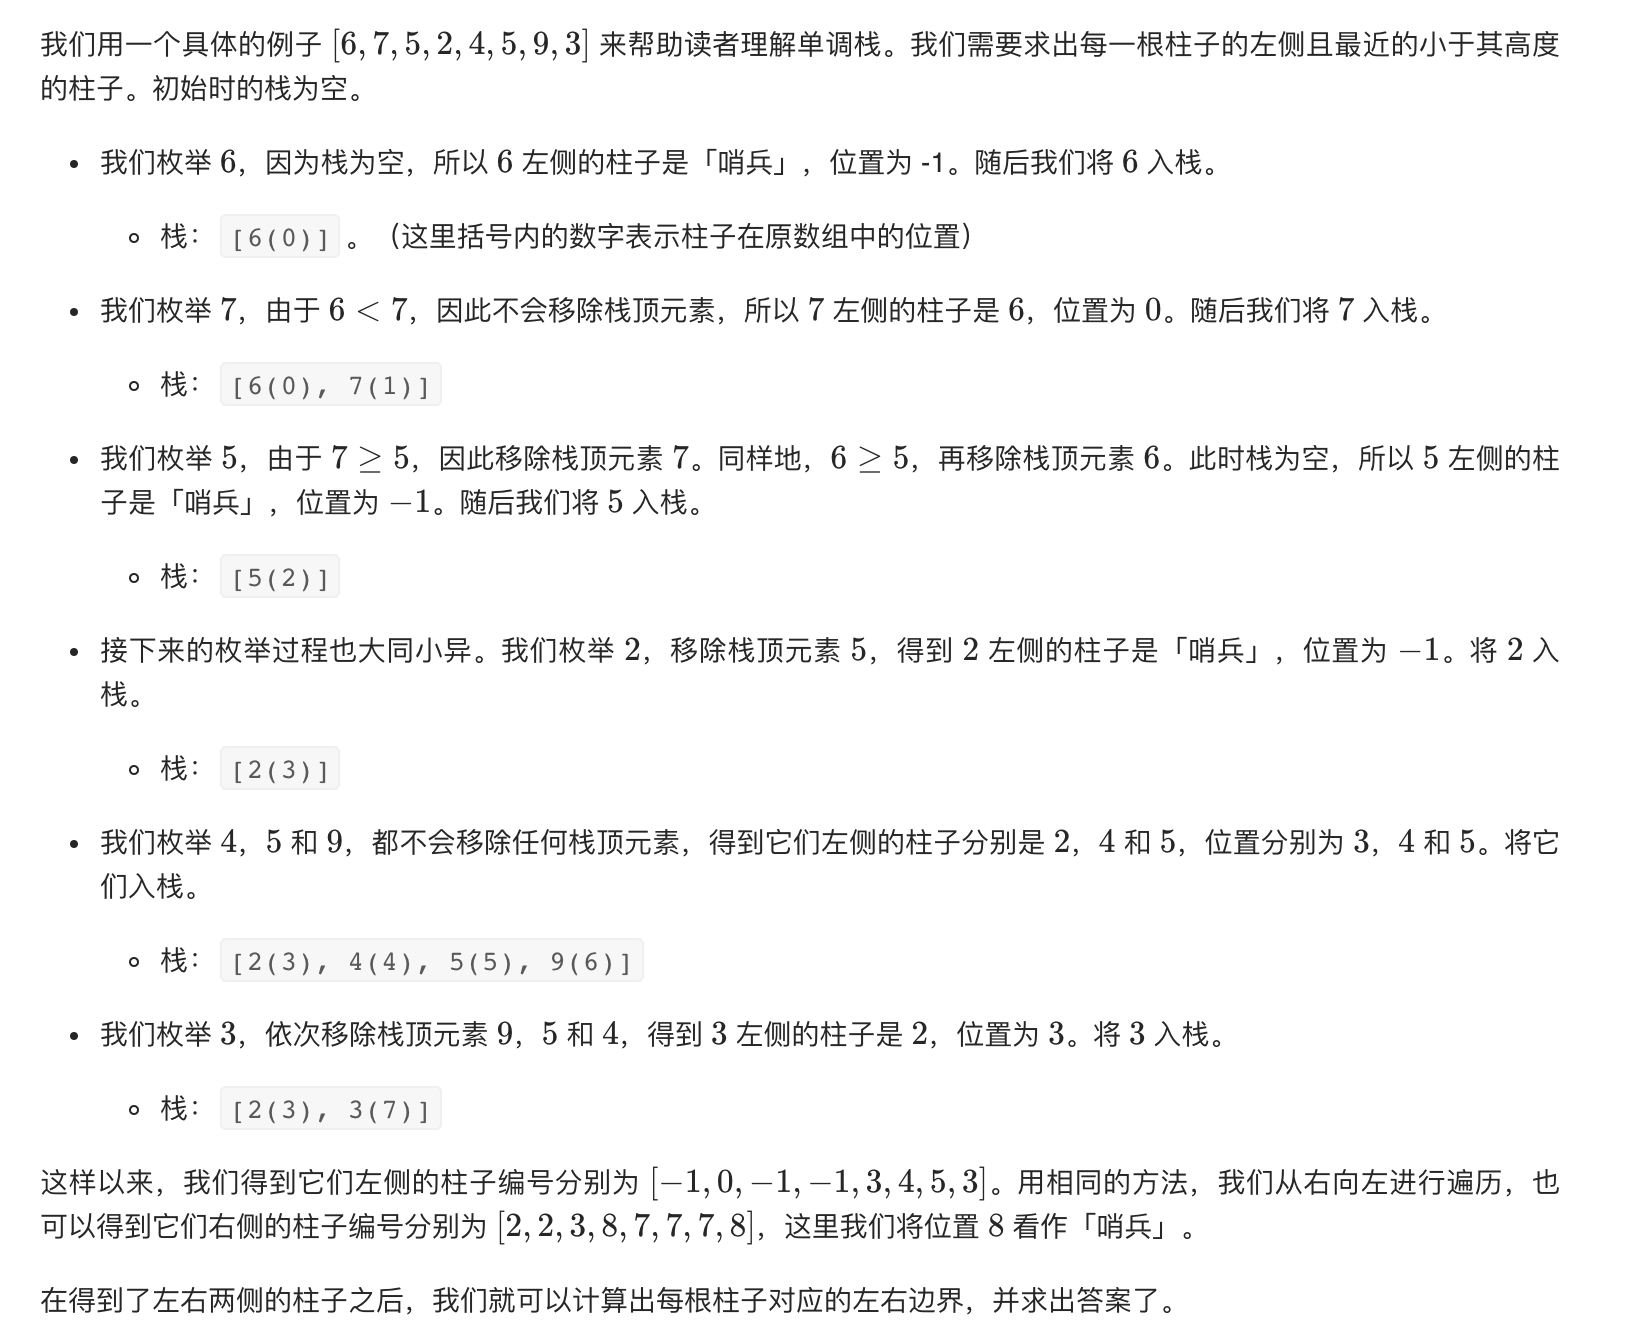 我们用一个具体的例子 [6, 7, 5, 2, 4, 5, 9, 3] 来帮助读者理解单调栈。我们需要求出每一根柱子的左侧且最近的小于其高度
的柱子。初始时的栈为空。
• 我们枚举 6，因为栈为空，所以 6 左侧的柱子是「哨兵」，位置为 -1。随后我们将 6 入栈。
◦ 栈： [6(0)] 。（这里括号内的数字表示柱子在原数组中的位置）
• 我们枚举 7，由于 6 < 7，因此不会移除栈顶元素，所以 7 左侧的柱子是 6，位置为 0。随后我们将 7 入栈。
◦ 栈： [6(0), 7(1)]
• 我们枚举 5，由于 7 ≥ 5，因此移除栈顶元素 7。同样地，6 ≥ 5，再移除栈顶元素 6。此时栈为空，所以 5 左侧的柱
子是「哨兵」，位置为 −1。随后我们将 5 入栈。
◦ 栈： [5(2)]
• 接下来的枚举过程也大同小异。我们枚举 2，移除栈顶元素 5，得到 2 左侧的柱子是「哨兵」，位置为 −1。将 2 入
栈。
◦ 栈： [2(3)]
• 我们枚举 4，5 和 9，都不会移除任何栈顶元素，得到它们左侧的柱子分别是 2，4 和 5，位置分别为 3，4 和 5。将它
们入栈。
◦ 栈： [2(3), 4(4), 5(5), 9(6)]
• 我们枚举 3，依次移除栈顶元素 9，5 和 4，得到 3 左侧的柱子是 2，位置为 3。将 3 入栈。
◦ 栈： [2(3), 3(7)]
这样以来，我们得到它们左侧的柱子编号分别为 [−1, 0, −1, −1, 3, 4, 5, 3]。用相同的方法，我们从右向左进行遍历，也
可以得到它们右侧的柱子编号分别为 [2, 2, 3, 8, 7, 7, 7, 8]，这里我们将位置 8 看作「哨兵」。
在得到了左右两侧的柱子之后，我们就可以计算出每根柱子对应的左右边界，并求出答案了。